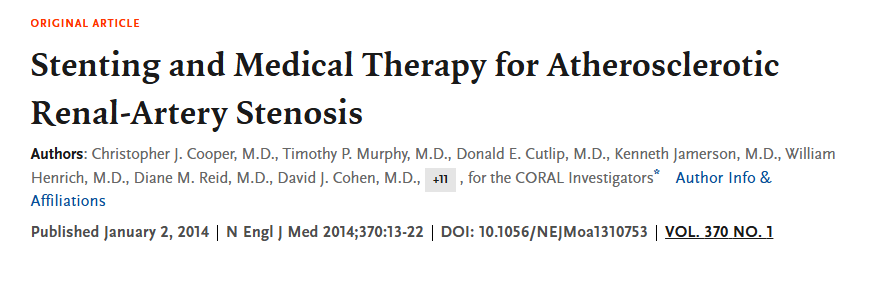 ORIGINAL ARTICLE
Stenting and Medical Therapy for Atherosclerotic
Renal-Artery Stenosis
Authors: Christopher J. Cooper, M.D., Timothy P. Murphy, M.D., Donald E. Cutlip, M.D., Kenneth Jamerson, M.D., William
Henrich, M.D., Diane M. Reid, M.D., David J. Cohen, M.D., +11 , for the CORAL Investigators* Author Info &
Affiliations
Published January 2, 2014 | N Engl J Med 2014;370:13-22 | DOI: 10.1056/NEJMoa1310753 | VOL. 370 NO. 1